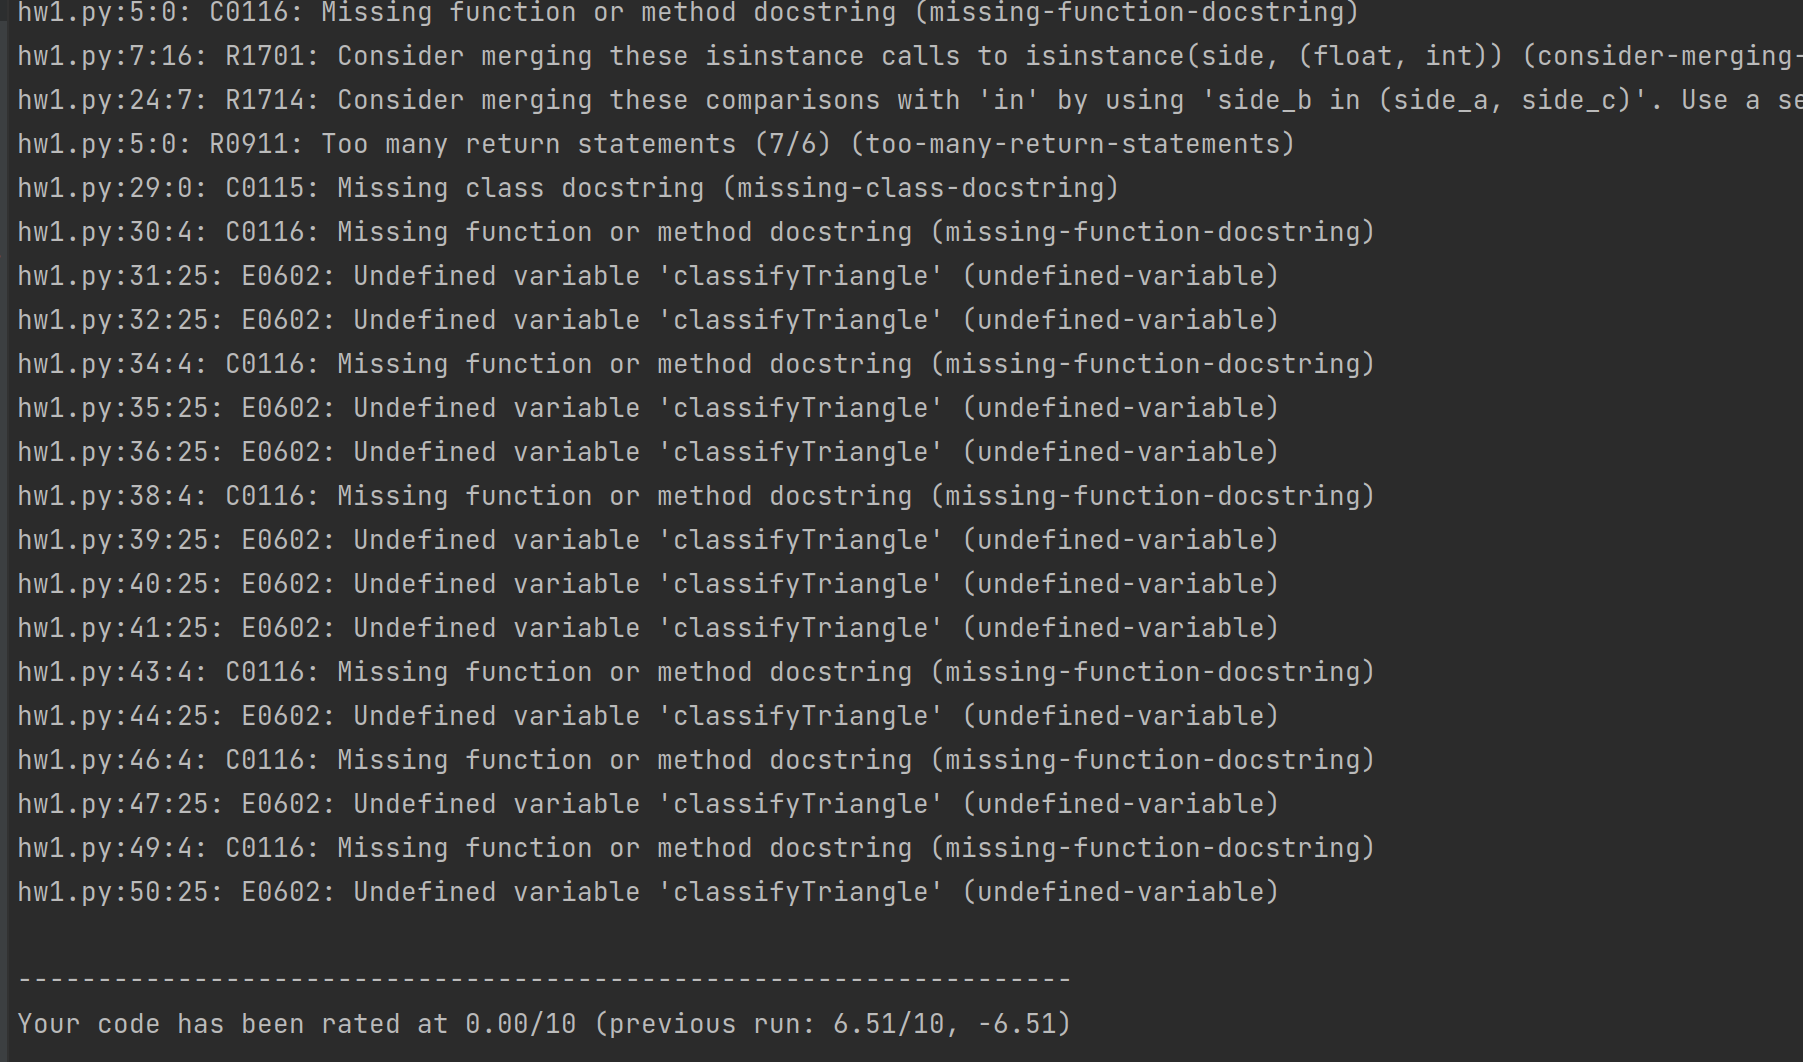 hw1.py:5:0: C0116: Missing function or method docstring (missing-function-docstring)
hw1.py:7:16: R1701: Consider merging these isinstance calls to isinstance(side, (float, int)) (consider-merging-
hw1.py:24:7: R1714: Consider merging these comparisons with 'in' by using 'side_b in (side_a, side_c)'. Use a se
hw1.py:5:0: R0911: Too many return statements (7/6) (too-many-return-statements)
hw1.py:29:0: C0115: Missing class docstring (missing-class-docstring)
hw1.py:30:4: C0116: Missing function or method docstring (missing-function-docstring)
hw1.py:31:25: E0602: Undefined variable 'classifyTriangle' (undefined-variable)
hw1.py:32:25: E0602: Undefined variable 'classifyTriangle' (undefined-variable)
hw1.py:34:4: C0116: Missing function or method docstring (missing-function-docstring)
hw1.py:35:25: E0602: Undefined variable 'classifyTriangle' (undefined-variable)
hw1.py:36:25: E0602: Undefined variable 'classifyTriangle' (undefined-variable)
hw1.py:38:4: C0116: Missing function or method docstring (missing-function-docstring)
hw1.py:39:25: E0602: Undefined variable 'classifyTriangle' (undefined-variable)
hw1.py:40:25: E0602: Undefined variable 'classifyTriangle' (undefined-variable)
hw1.py:41:25: E0602: Undefined variable 'classifyTriangle' (undefined-variable)
hw1.py:43:4: C0116: Missing function or method docstring (missing-function-docstring)
hw1.py:44:25: E0602: Undefined variable 'classifyTriangle' (undefined-variable)
hw1.py:46:4: C0116: Missing function or method docstring (missing-function-docstring)
hw1.py:47:25: E0602: Undefined variable 'classifyTriangle' (undefined-variable)
hw1.py:49:4: C0116: Missing function or method docstring (missing-function-docstring)
hw1.py:50:25: E0602: Undefined variable 'classifyTriangle' (undefined-variable)
------------------------------------------------------------------
Your code has been rated at 0.00/10 (previous run: 6.51/10, -6.51)